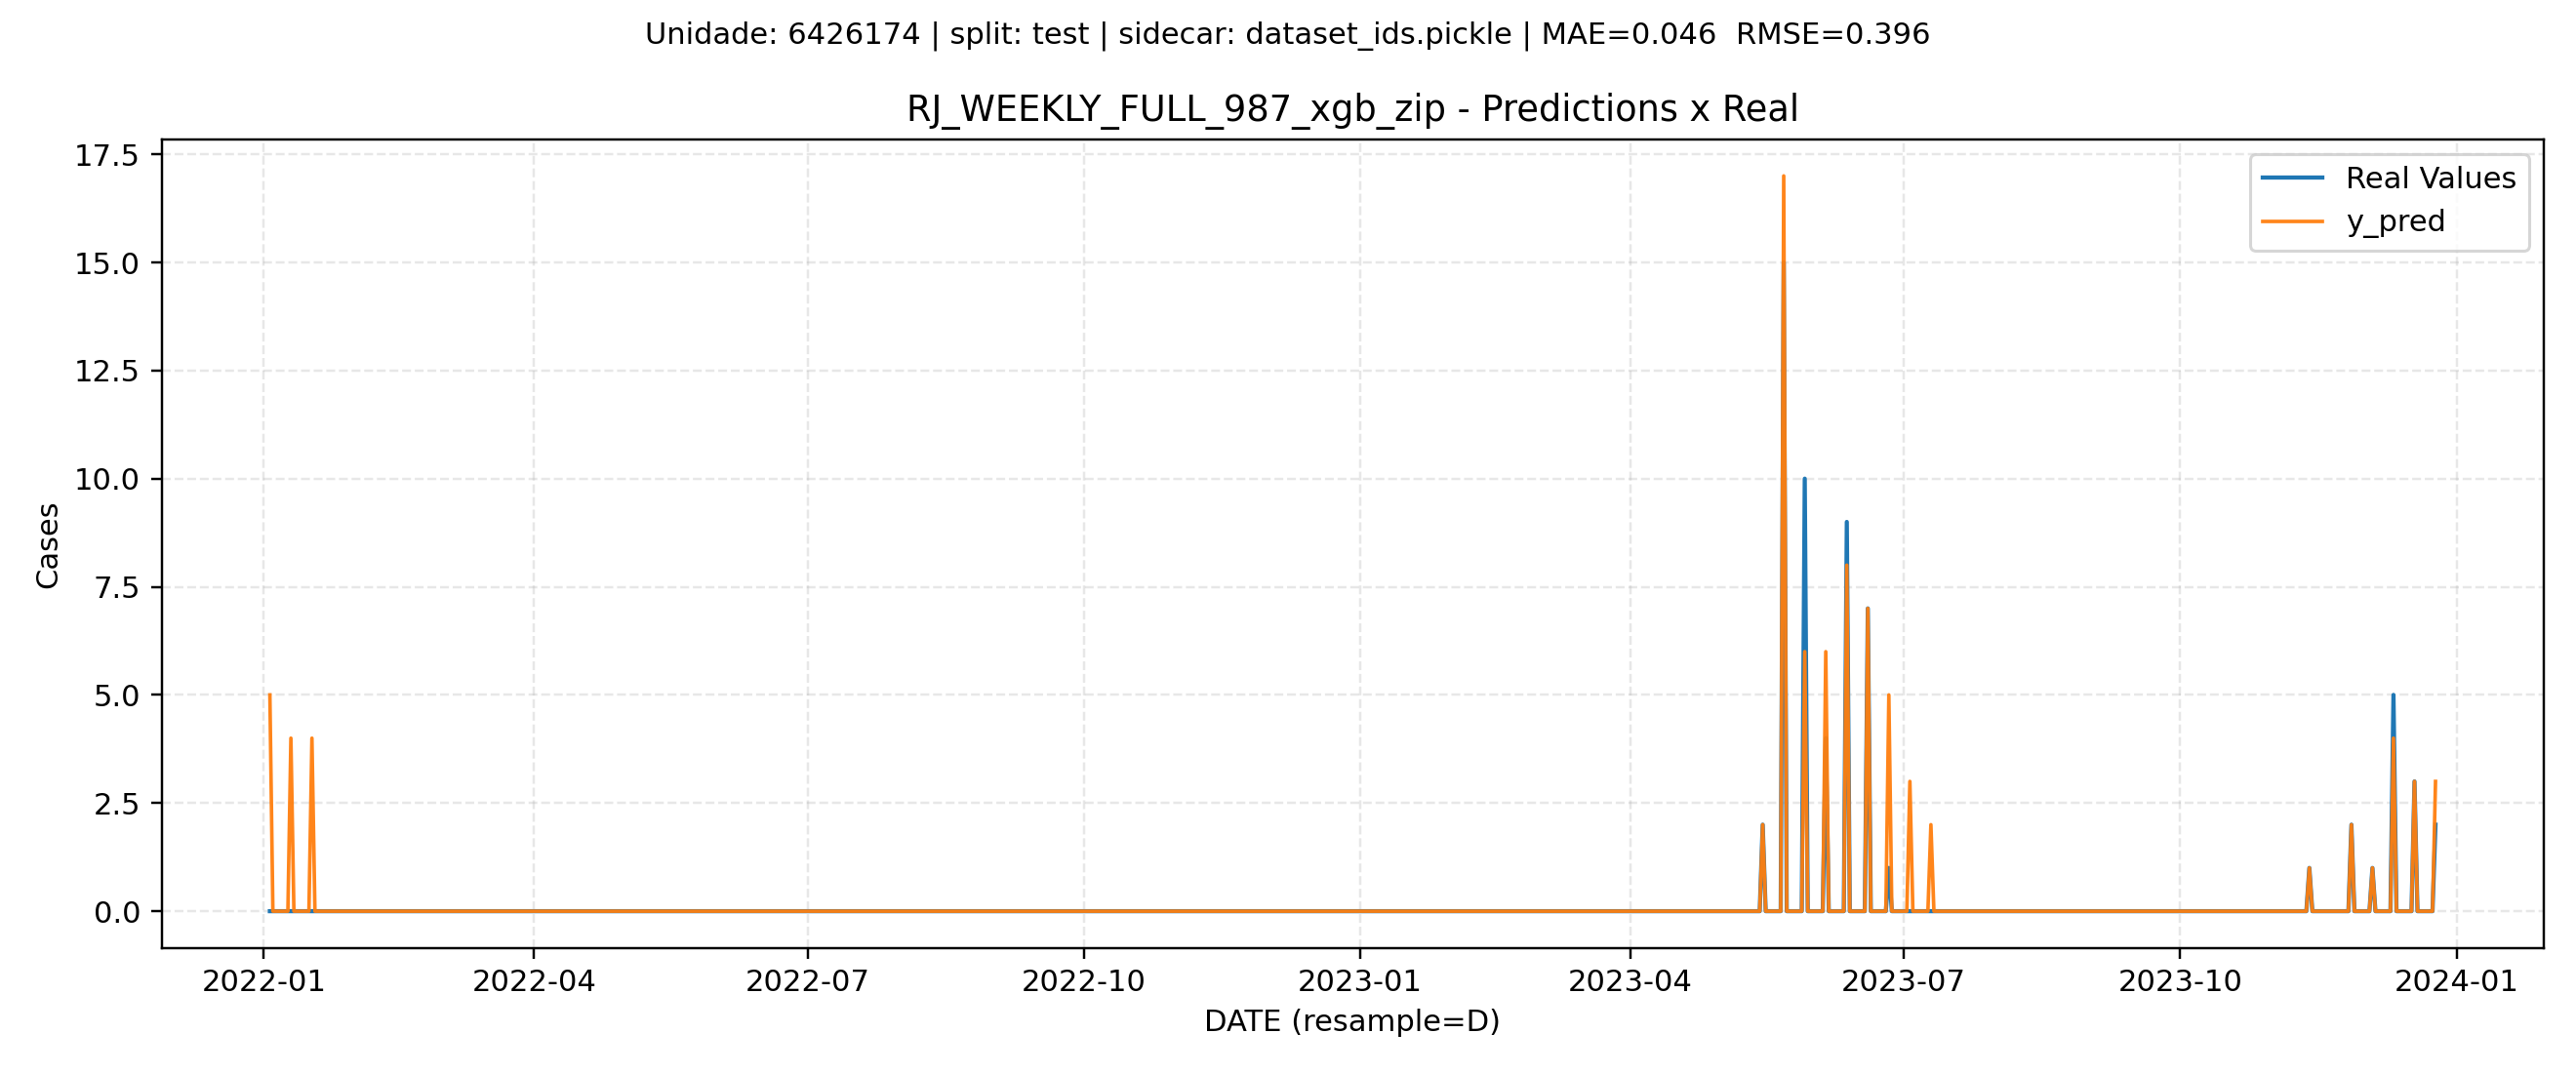 Unidade: 6426174 | split: test | sidecar: dataset_ids.pickle | MAE=0.046  RMSE=0.396
RJ_WEEKLY_FULL_987_xgb_zip - Predictions x Real
Real Values
y_pred
17.5
15.0
12.5
10.0
7.5
5.0
2.5
0.0
Cases
2022-01
2022-04
2022-07
2022-10
2023-01
2023-04
2023-07
2023-10
2024-01
DATE (resample=D)